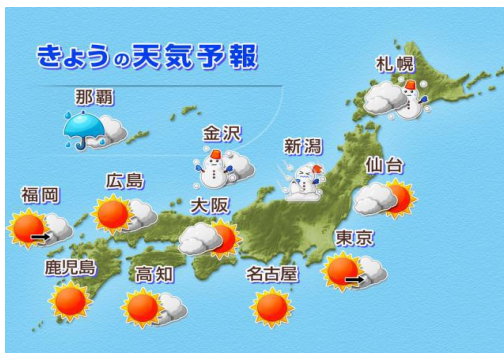 きょうの天気予報
札幌
那覇
金沢
新潟
仙台
福岡
広島
大阪
東京
鹿児島
高知
名古屋